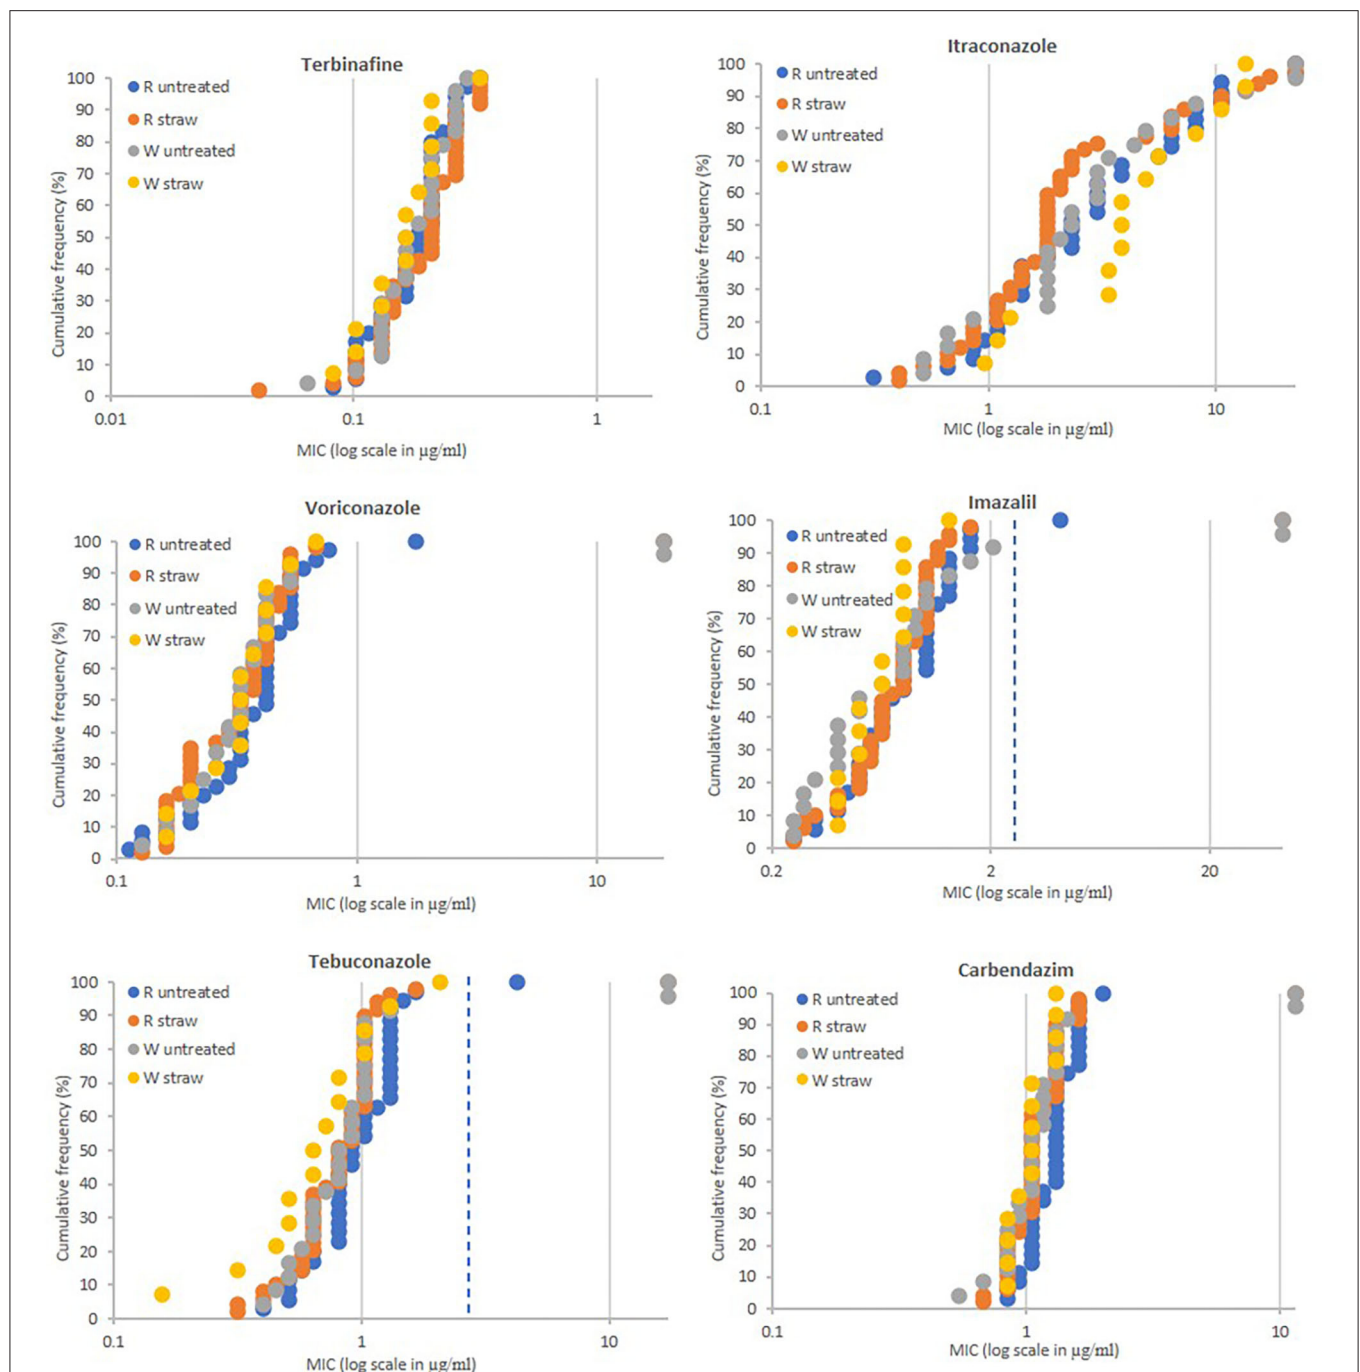 Terbinafine
R untreated
R straw
W untreated
W straw
Cumulative frequency (%)
100
90
80
70
60
50
40
30
20
10
0
0.01 0.1 1
MIC (log scale in µg/ml)
Itraconazole
R untreated
R straw
W untreated
W straw
Cumulative frequency (%)
100
90
80
70
60
50
40
30
20
10
0
0.1 1 10
MIC (log scale in µg/ml)
Voriconazole
R untreated
R straw
W untreated
W straw
Cumulative frequency (%)
100
90
80
70
60
50
40
30
20
10
0
0.1 1 10
MIC (log scale in µg/ml)
Imazalil
R untreated
R straw
W untreated
W straw
Cumulative frequency (%)
100
90
80
70
60
50
40
30
20
10
0
0.2 2 20
MIC (log scale in µg/ml)
Tebuconazole
R untreated
R straw
W untreated
W straw
Cumulative frequency (%)
100
90
80
70
60
50
40
30
20
10
0
0.1 1 10
MIC (log scale in µg/ml)
Carbendazim
R untreated
R straw
W untreated
W straw
Cumulative frequency (%)
100
90
80
70
60
50
40
30
20
10
0
0.1 1 10
MIC (log scale in µg/ml)